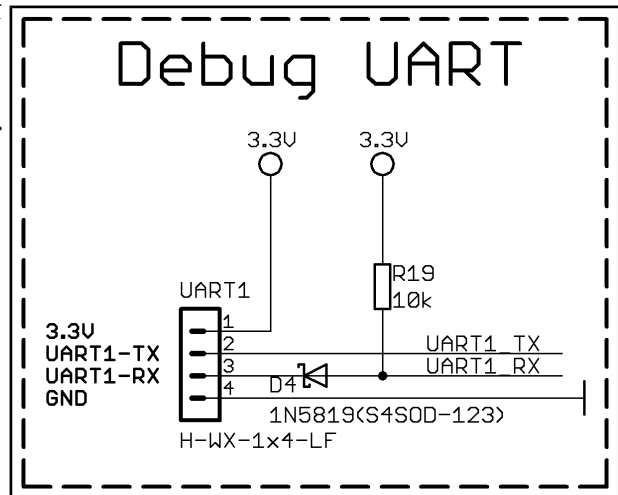 Debug UART
3.3V 3.3V
R19
10k
UART1
3.3V 1
UART1-TX 2 UART1_TX
UART1-RX 3 UART1_RX
D4
GND 4
1N5819(S4SOD-123)
H-WX-1x4-LF